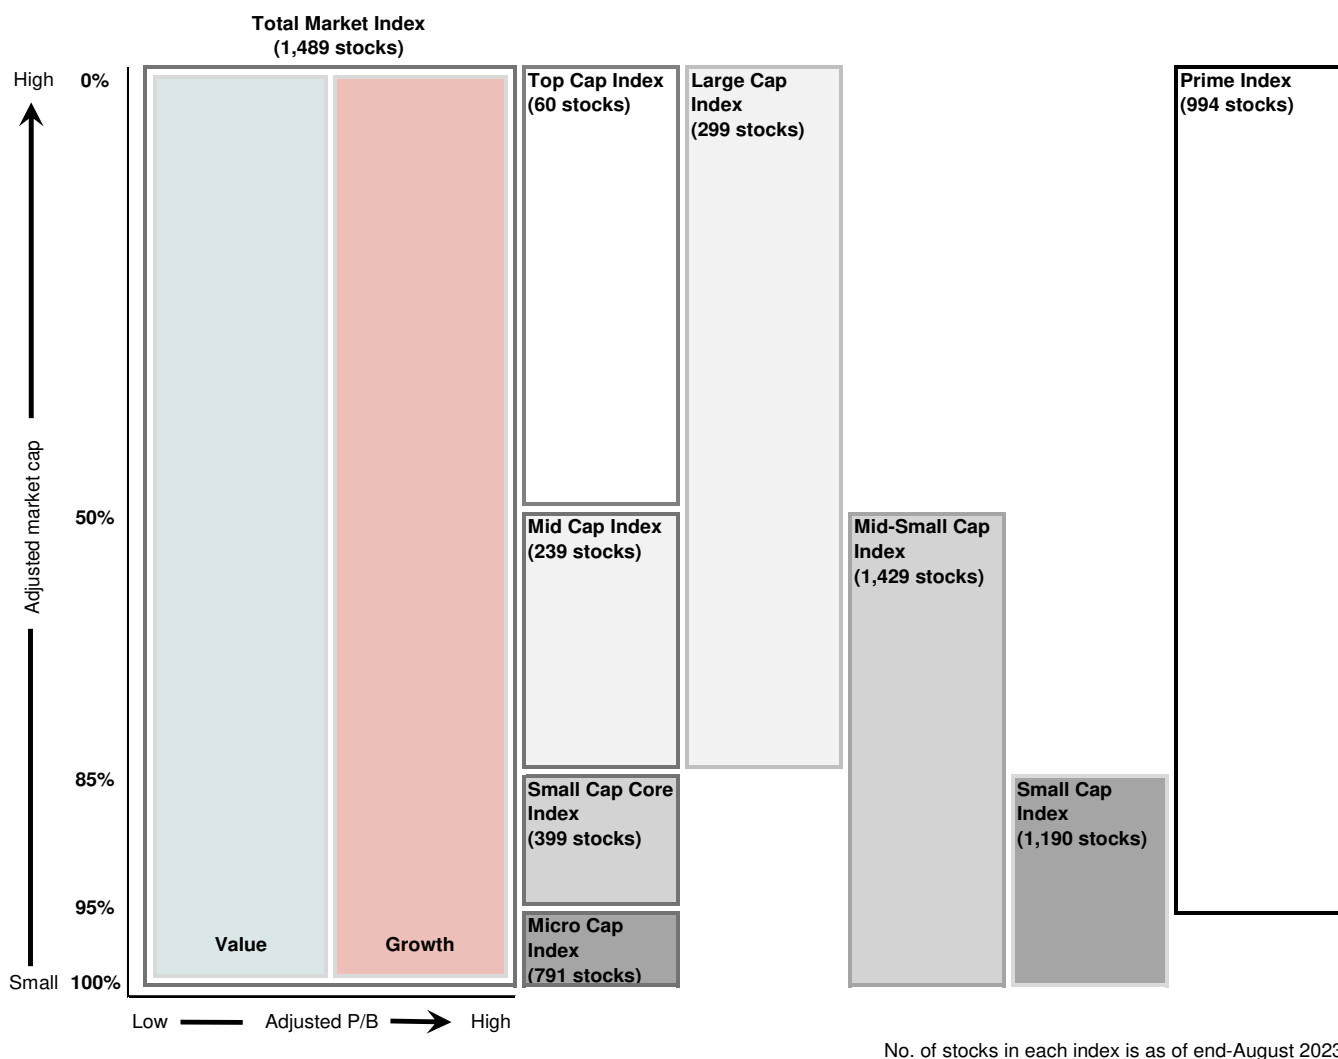 Total Market Index
(1,489 stocks)
High
0%
Top Cap Index
(60 stocks)
Large Cap
Index
(299 stocks)
Prime Index
(994 stocks)
Adjusted market cap
50%
Mid Cap Index
(239 stocks)
Mid-Small Cap
Index
(1,429 stocks)
85%
Small Cap Core
Index
(399 stocks)
Small Cap
Index
(1,190 stocks)
95%
Micro Cap
Index
(791 stocks)
Value
Growth
Small
100%
Low
Adjusted P/B
High
No. of stocks in each index is as of end-August 2023